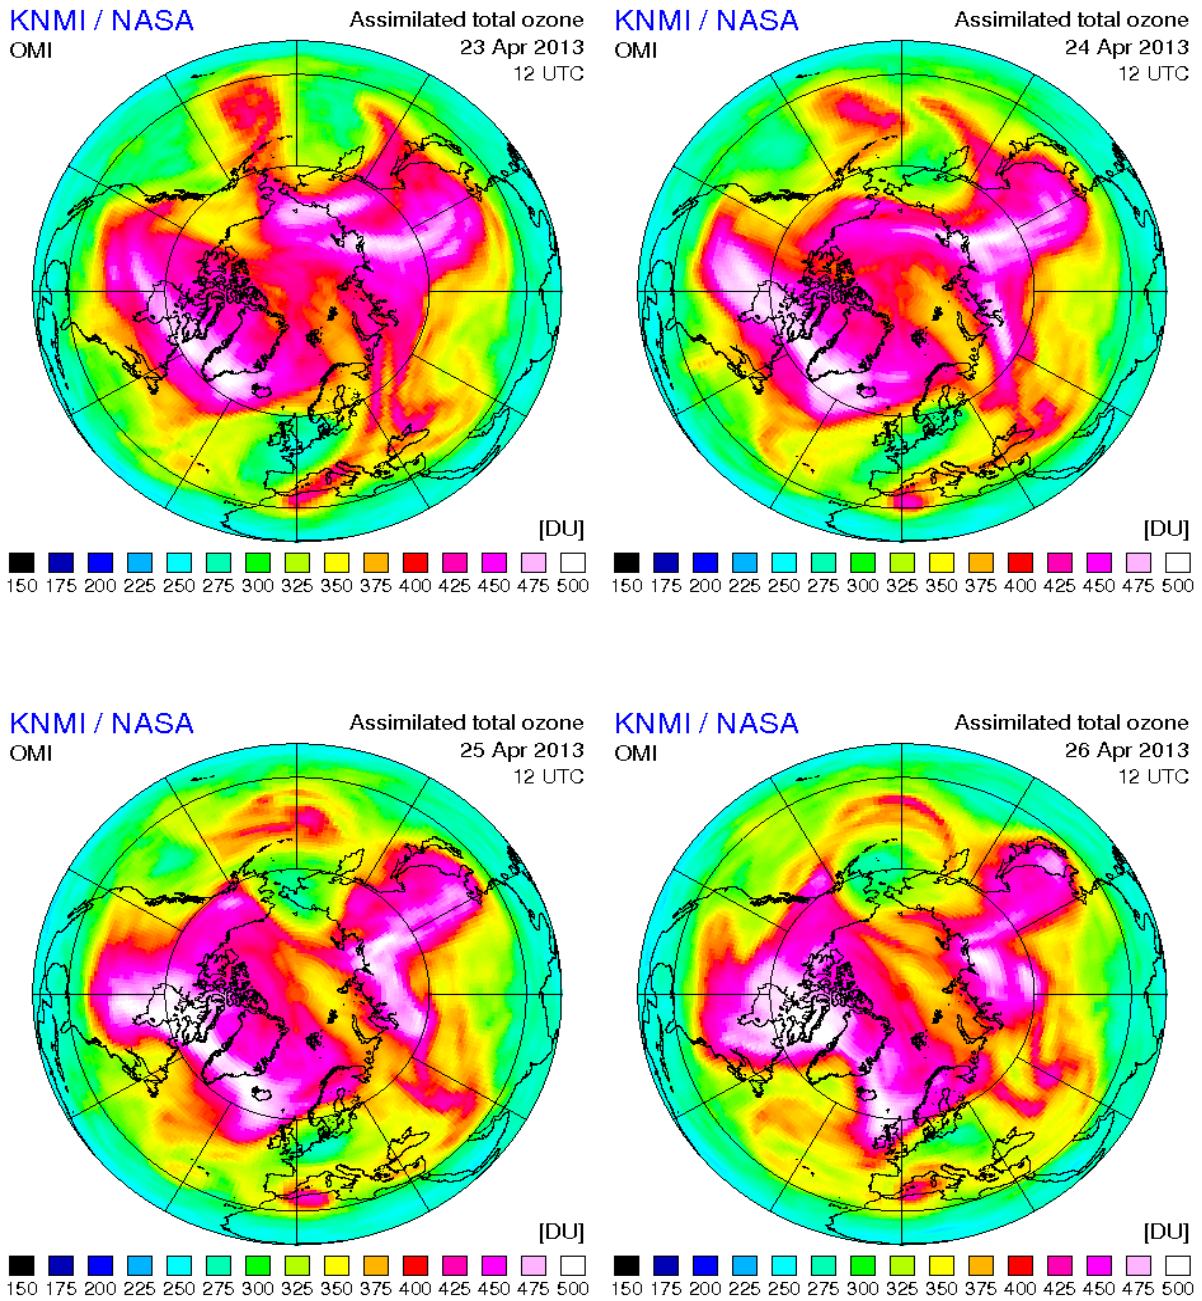 KNMI / NASA
Assimilated total ozone
OMI
23 Apr 2013
12 UTC
[DU]
150 175 200 225 250 275 300 325 350 375 400 425 450 475 500
KNMI / NASA
Assimilated total ozone
OMI
24 Apr 2013
12 UTC
[DU]
150 175 200 225 250 275 300 325 350 375 400 425 450 475 500
KNMI / NASA
Assimilated total ozone
OMI
25 Apr 2013
12 UTC
[DU]
150 175 200 225 250 275 300 325 350 375 400 425 450 475 500
KNMI / NASA
Assimilated total ozone
OMI
26 Apr 2013
12 UTC
[DU]
150 175 200 225 250 275 300 325 350 375 400 425 450 475 500